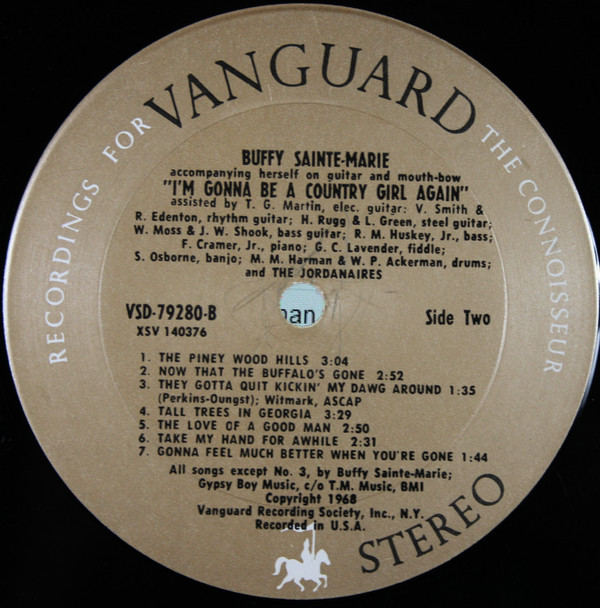 RECORDINGS FOR VANGUARD THE CONNOISSEUR
BUFFY SAINTE-MARIE
accompanying herself on guitar and mouth-bow
"I'M GONNA BE A COUNTRY GIRL AGAIN"
assisted by T. G. Martin, elec. guitar: V. Smith &
R. Edenton, rhythm guitar; H. Rugg & L. Green, steel guitar;
W. Moss & J. W. Shook, bass guitar; R. M. Huskey, Jr., bass;
F. Cramer, Jr., piano; G. C. Lavender, fiddle;
S. Osborne, banjo; M. M. Harman & W. P. Ackerman, drums;
and THE JORDANAIRES
VSD-79280-B
XSV 140376
Side Two
1. THE PINEY WOOD HILLS 3:04
2. NOW THAT THE BUFFALO'S GONE 2:52
3. THEY GOTTA QUIT KICKIN' MY DAWG AROUND 1:35
(Perkins-Oungst); Witmark, ASCAP
4. TALL TREES IN GEORGIA 3:29
5. THE LOVE OF A GOOD MAN 2:50
6. TAKE MY HAND FOR AWHILE 2:31
7. GONNA FEEL MUCH BETTER WHEN YOU'RE GONE 1:44
All songs except No. 3, by Buffy Sainte-Marie;
Gypsy Boy Music, c/o T.M. Music, BMI
Copyright 1968
Vanguard Recording Society, Inc., N.Y.
Recorded in U.S.A.
STEREO